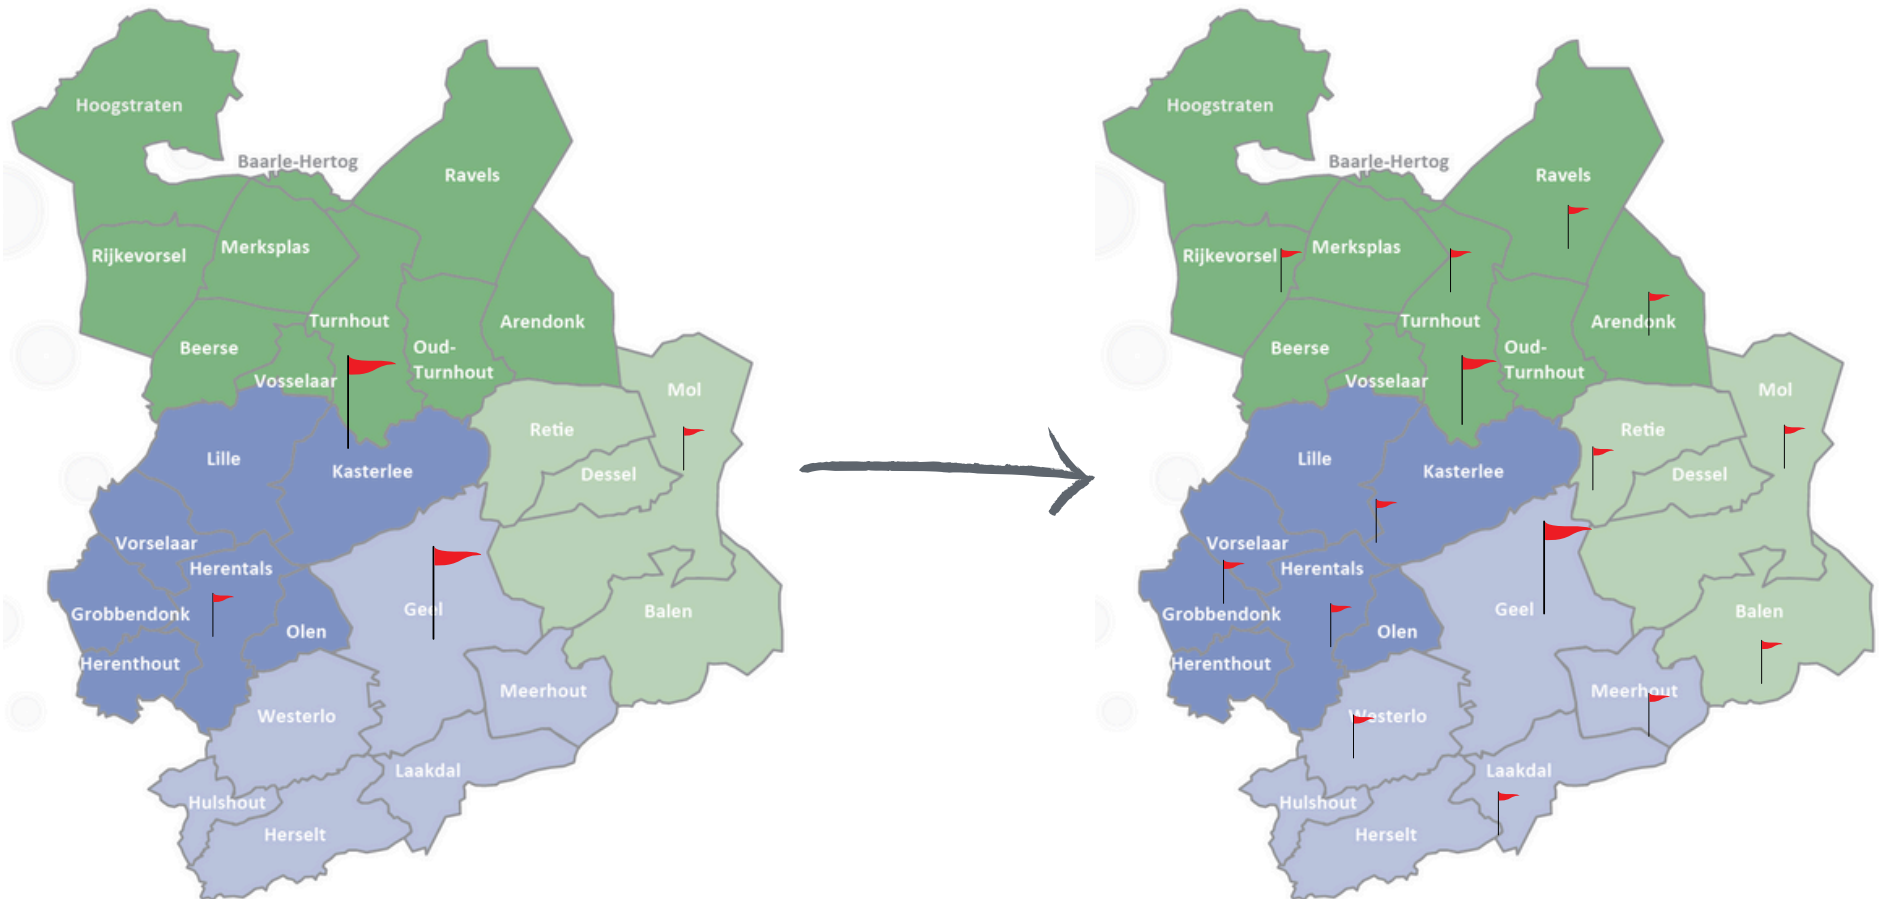 Hoogstraten
Baarle-Hertog
Ravels
Rijkevorsel
Merksplas
Turnhout
Arendonk
Beerse
Oud-
Turnhout
Vosselaar
Mol
Retie
Lille
Kasterlee
Dessel
Vorselaar
Herentals
Grobbendonk
Geel
Balen
Olen
Herenthout
Meerhout
Westerlo
Laakdal
Hulshout
Herselt
Hoogstraten
Baarle-Hertog
Ravels
Rijkevorsel
Merksplas
Turnhout
Arendonk
Beerse
Oud-
Turnhout
Vosselaar
Mol
Retie
Lille
Kasterlee
Dessel
Vorselaar
Herentals
Grobbendonk
Geel
Balen
Olen
Herenthout
Meerhout
Westerlo
Laakdal
Hulshout
Herselt